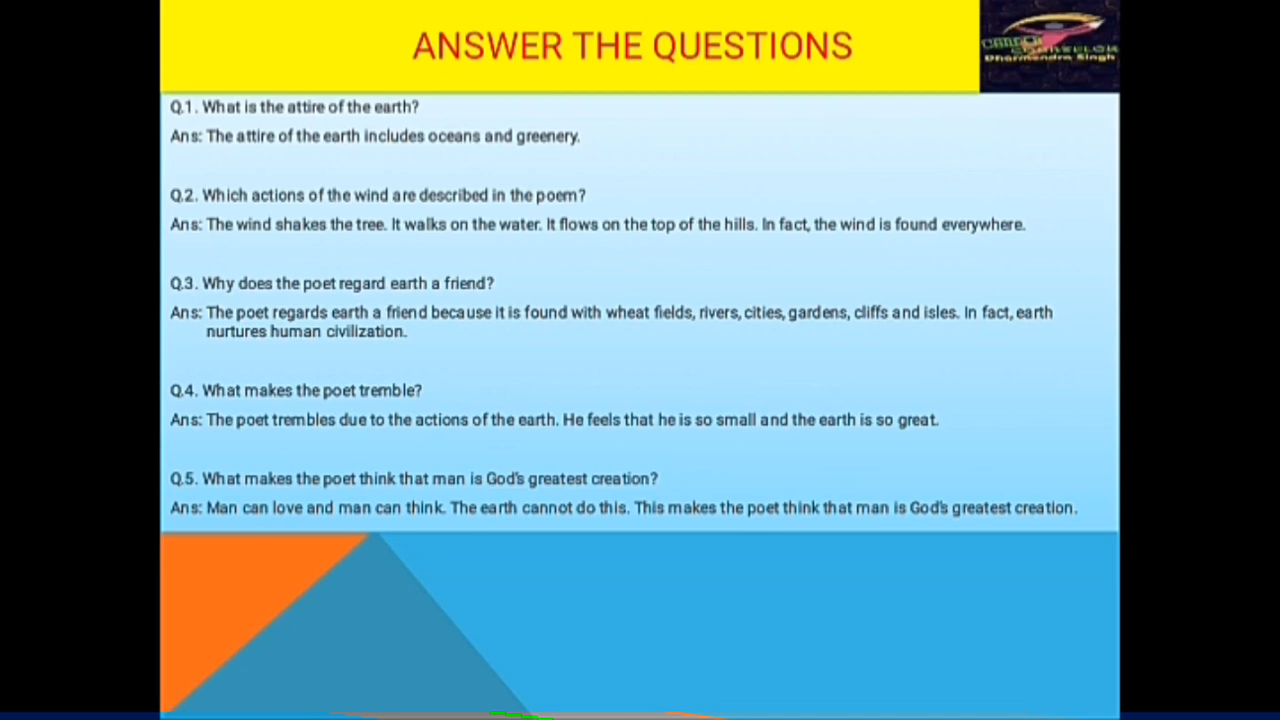 ANSWER THE QUESTIONS
CAREER
COUNSELOR
Dharmendra Singh
Q.1. What is the attire of the earth?
Ans: The attire of the earth includes oceans and greenery.
Q.2. Which actions of the wind are described in the poem?
Ans: The wind shakes the tree. It walks on the water. It flows on the top of the hills. In fact, the wind is found everywhere.
Q.3. Why does the poet regard earth a friend?
Ans: The poet regards earth a friend because it is found with wheat fields, rivers, cities, gardens, cliffs and isles. In fact, earth
nurtures human civilization.
Q.4. What makes the poet tremble?
Ans: The poet trembles due to the actions of the earth. He feels that he is so small and the earth is so great.
Q.5. What makes the poet think that man is God's greatest creation?
Ans: Man can love and man can think. The earth cannot do this. This makes the poet think that man is God's greatest creation.